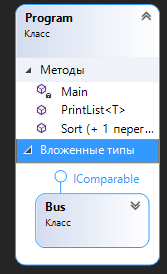 Program
Класс
Методы
Main
PrintList<T>
Sort (+ 1 перег...
Вложенные типы
IComparable
Bus
Класс